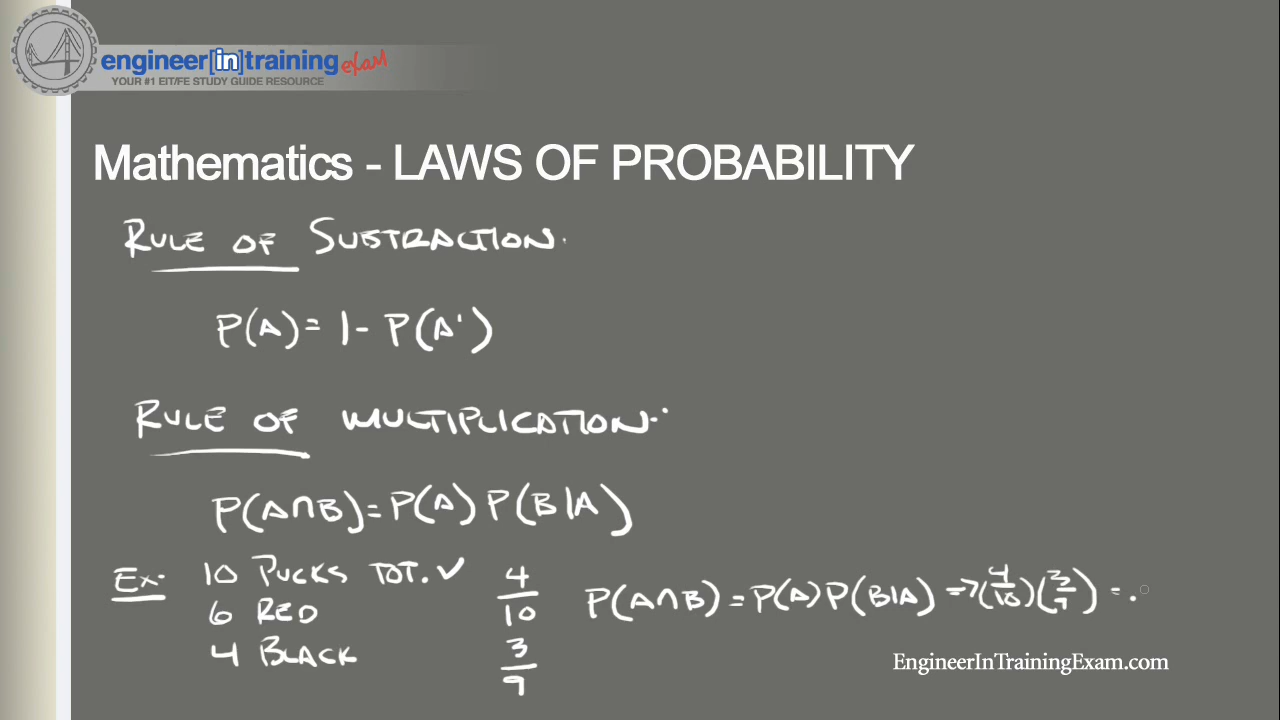 engineer[in]training exam
YOUR #1 EIT/FE STUDY GUIDE RESOURCE
Mathematics - LAWS OF PROBABILITY
RULE OF SUBTRACTION.
P(A) = 1 - P(A')
RULE OF MULTIPLICATION.
P(A∩B) = P(A) P(B|A)
Ex. 10 PUCKS TOT. ✓
6 RED
4 BLACK
4/10
3/9
P(A∩B) = P(A) P(B|A) => (4/10)(3/9) = .
EngineerInTrainingExam.com